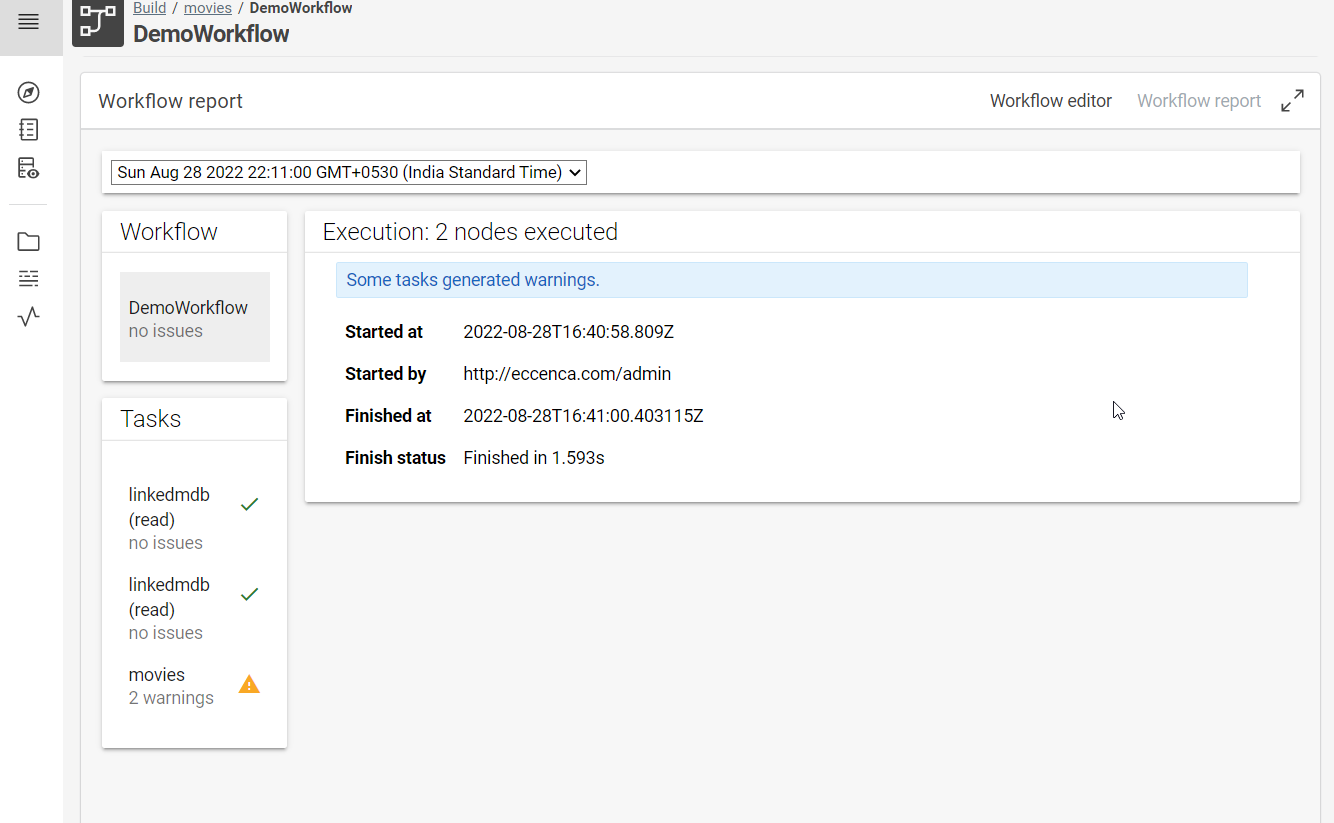 Build / movies / DemoWorkflow
DemoWorkflow
Workflow report
Workflow editor
Workflow report
Sun Aug 28 2022 22:11:00 GMT+0530 (India Standard Time)
Workflow
DemoWorkflow
no issues
Tasks
linkedmdb
(read)
no issues
linkedmdb
(read)
no issues
movies
2 warnings
Execution: 2 nodes executed
Some tasks generated warnings.
Started at 2022-08-28T16:40:58.809Z
Started by http://eccenca.com/admin
Finished at 2022-08-28T16:41:00.403115Z
Finish status Finished in 1.593s